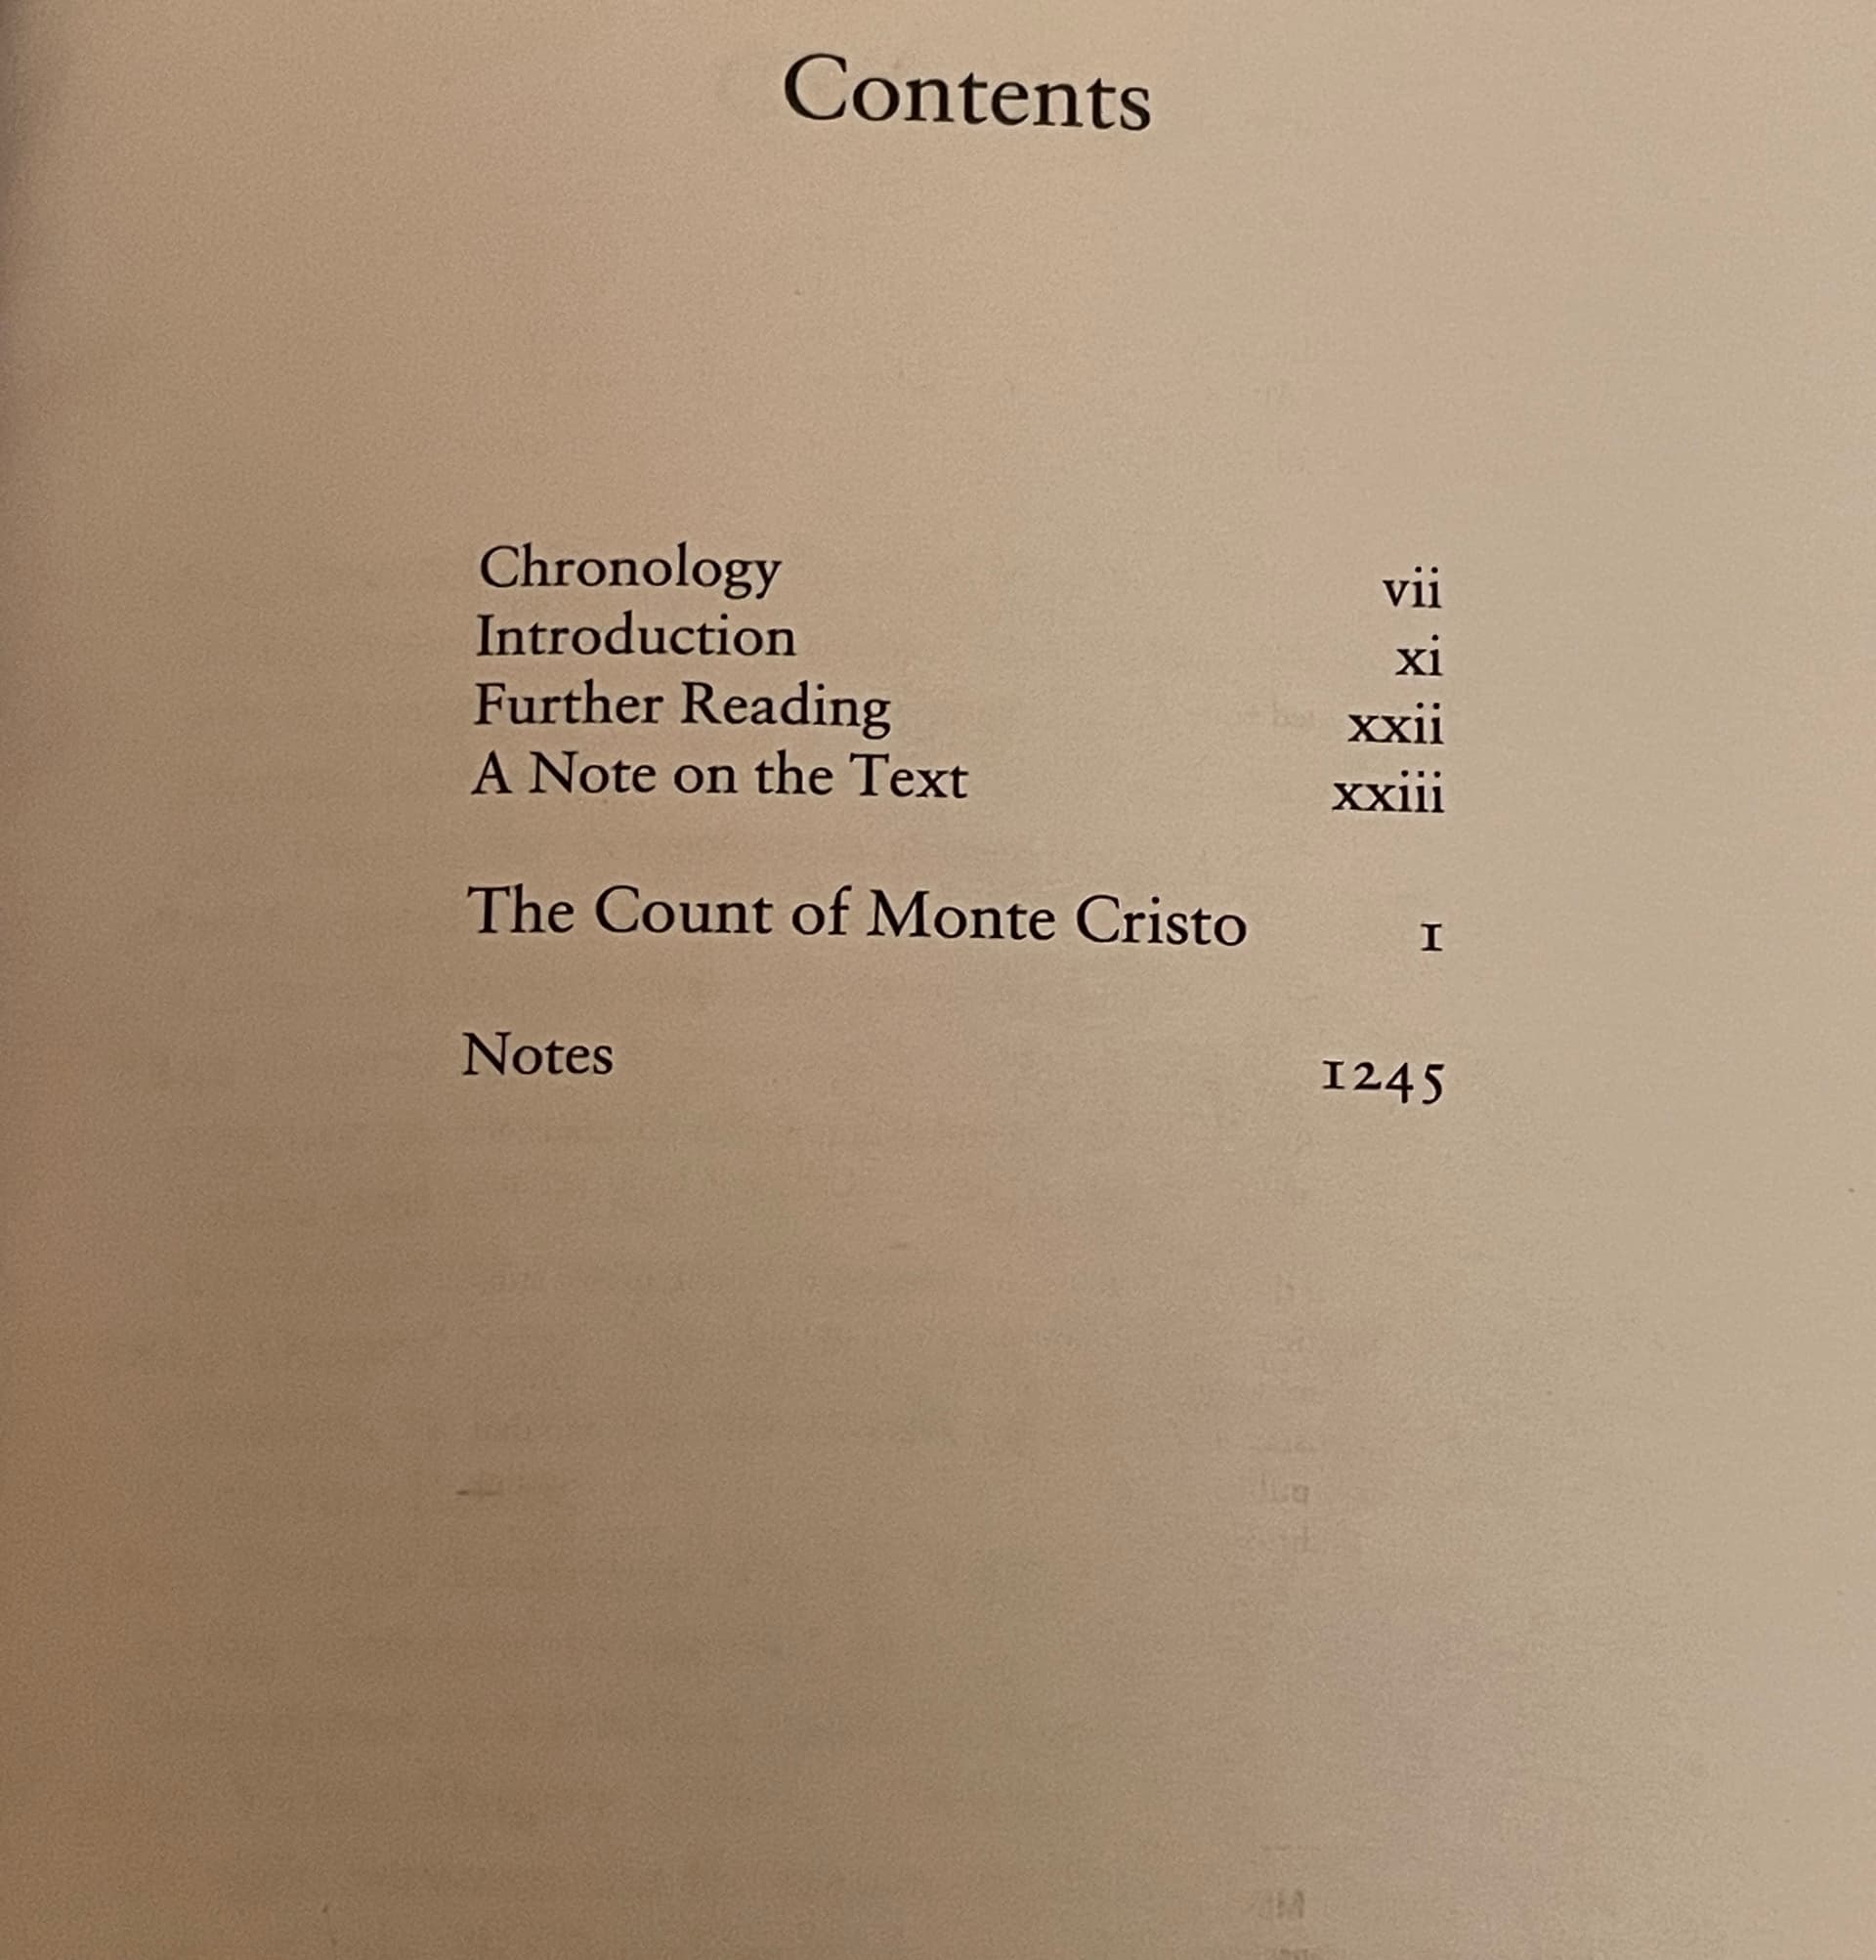 Contents
Chronology vii
Introduction xi
Further Reading xxii
A Note on the Text xxiii
The Count of Monte Cristo 1
Notes 1245